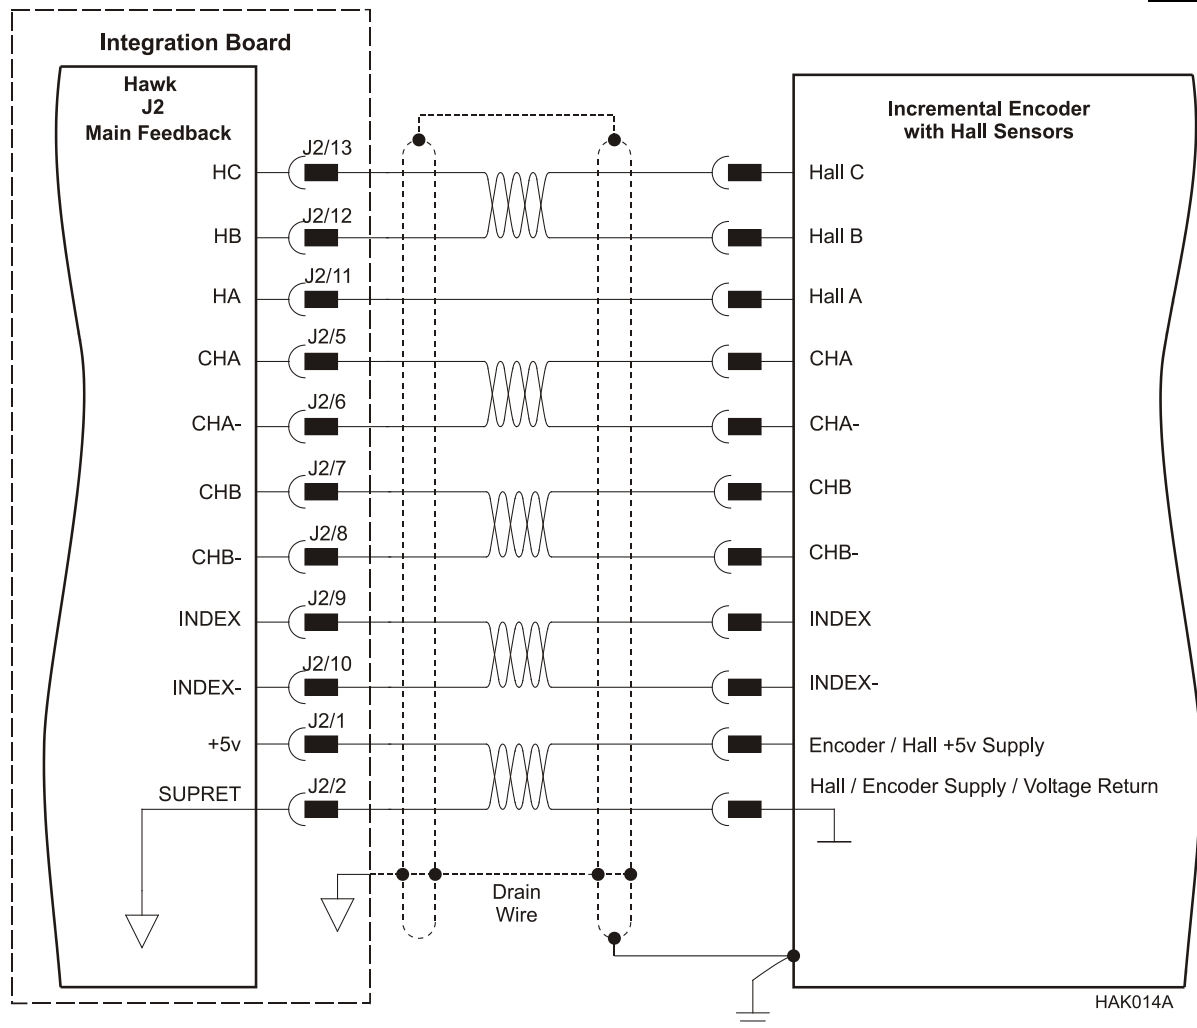 Integration Board
Hawk
J2
Main Feedback
Incremental Encoder
with Hall Sensors
HC
J2/13
Hall C
HB
J2/12
Hall B
HA
J2/11
Hall A
CHA
J2/5
CHA
CHA-
J2/6
CHA-
CHB
J2/7
CHB
CHB-
J2/8
CHB-
INDEX
J2/9
INDEX
INDEX-
J2/10
INDEX-
+5v
J2/1
Encoder / Hall +5v Supply
SUPRET
J2/2
Hall / Encoder Supply / Voltage Return
Drain
Wire
HAK014A